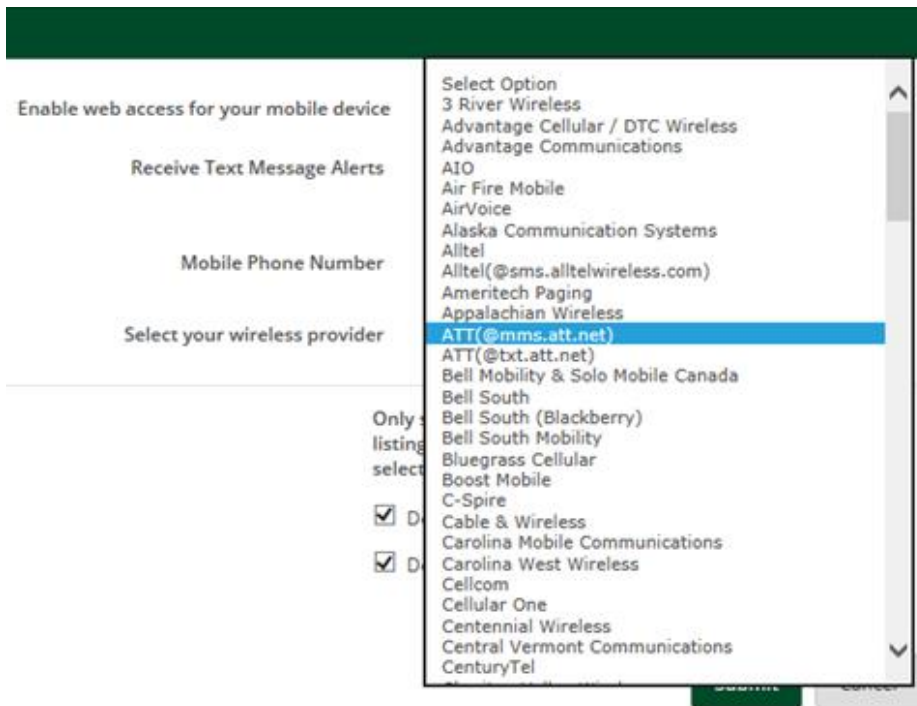 Enable web access for your mobile device
Receive Text Message Alerts
Mobile Phone Number
Select your wireless provider
Select Option
3 River Wireless
Advantage Cellular / DTC Wireless
Advantage Communications
AIO
Air Fire Mobile
AirVoice
Alaska Communication Systems
Alltel
Alltel(@sms.alltelwireless.com)
Ameritech Paging
Appalachian Wireless
ATT(@mms.att.net)
ATT(@txt.att.net)
Bell Mobility & Solo Mobile Canada
Bell South
Bell South (Blackberry)
Bell South Mobility
Bluegrass Cellular
Boost Mobile
C-Spire
Cable & Wireless
Carolina Mobile Communications
Carolina West Wireless
Cellcom
Cellular One
Centennial Wireless
Central Vermont Communications
CenturyTel
Only
listing
select
Submit
Cancel